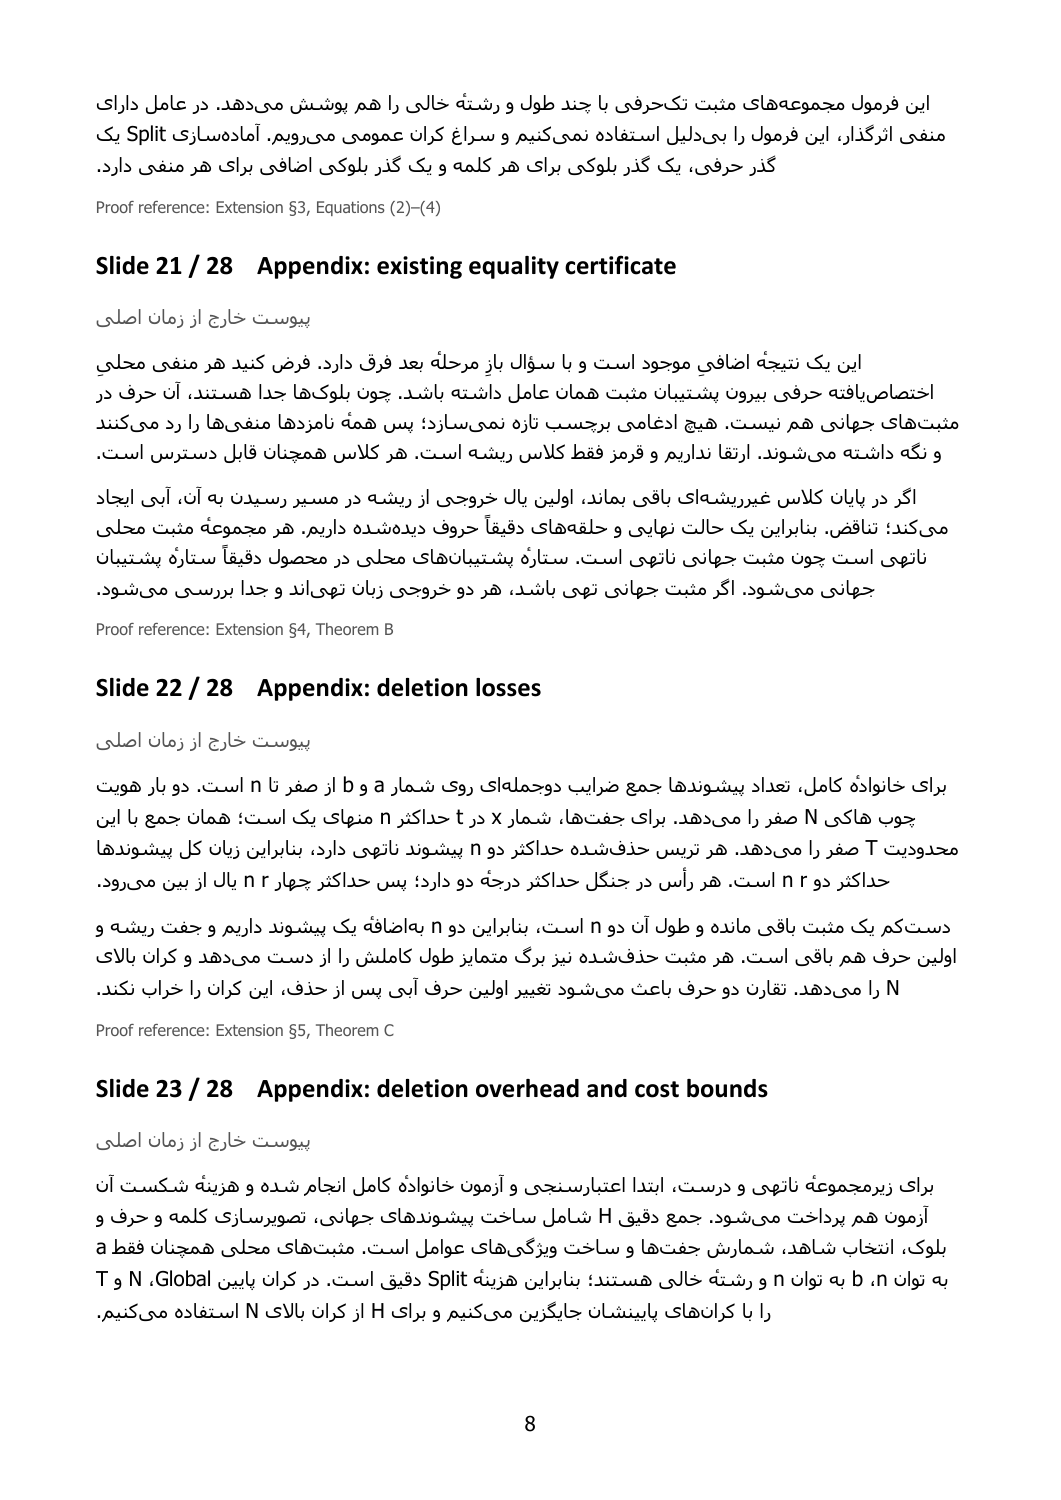 این فرمول مجموعه‌های مثبت تک‌حرفی با چند طول و رشتهٔ خالی را هم پوشش می‌دهد. در عامل دارای
منفی اثرگذار، این فرمول را بی‌دلیل استفاده نمی‌کنیم و سراغ کران عمومی می‌رویم. آماده‌سازی Split یک
گذر حرفی، یک گذر بلوکی برای هر کلمه و یک گذر بلوکی اضافی برای هر منفی دارد.
Proof reference: Extension §3, Equations (2)–(4)
Slide 21 / 28 Appendix: existing equality certificate
پیوست خارج از زمان اصلی
این یک نتیجهٔ اضافیِ موجود است و با سؤال بازِ مرحلهٔ بعد فرق دارد. فرض کنید هر منفی محلیِ
اختصاص‌یافته حرفی بیرون پشتیبان مثبت همان عامل داشته باشد. چون بلوک‌ها جدا هستند، آن حرف در
مثبت‌های جهانی هم نیست. هیچ ادغامی برچسب تازه نمی‌سازد؛ پس همهٔ نامزدها منفی‌ها را رد می‌کنند
و نگه داشته می‌شوند. ارتقا نداریم و قرمز فقط کلاس ریشه است. هر کلاس همچنان قابل دسترس است.
اگر در پایان کلاس غیرریشه‌ای باقی بماند، اولین یال خروجی از ریشه در مسیر رسیدن به آن، آبی ایجاد
می‌کند؛ تناقض. بنابراین یک حالت نهایی و حلقه‌های دقیقاً حروف دیده‌شده داریم. هر مجموعهٔ مثبت محلی
ناتهی است چون مثبت جهانی ناتهی است. ستارهٔ پشتیبان‌های محلی در محصول دقیقاً ستارهٔ پشتیبان
جهانی می‌شود. اگر مثبت جهانی تهی باشد، هر دو خروجی زبان تهی‌اند و جدا بررسی می‌شود.
Proof reference: Extension §4, Theorem B
Slide 22 / 28 Appendix: deletion losses
پیوست خارج از زمان اصلی
برای خانوادهٔ کامل، تعداد پیشوندها جمع ضرایب دوجمله‌ای روی شمار a و b از صفر تا n است. دو بار هویت
چوب هاکی N صفر را می‌دهد. برای جفت‌ها، شمار x در t حداکثر n منهای یک است؛ همان جمع با این
محدودیت T صفر را می‌دهد. هر تریس حذف‌شده حداکثر دو n پیشوند ناتهی دارد، بنابراین زیان کل پیشوندها
حداکثر دو n r است. هر رأس در جنگل حداکثر درجهٔ دو دارد؛ پس حداکثر چهار n r یال از بین می‌رود.
دست‌کم یک مثبت باقی مانده و طول آن دو n است، بنابراین دو n به‌اضافهٔ یک پیشوند داریم و جفت ریشه و
اولین حرف هم باقی است. هر مثبت حذف‌شده نیز برگ متمایز طول کاملش را از دست می‌دهد و کران بالای
N را می‌دهد. تقارن دو حرف باعث می‌شود تغییر اولین حرف آبی پس از حذف، این کران را خراب نکند.
Proof reference: Extension §5, Theorem C
Slide 23 / 28 Appendix: deletion overhead and cost bounds
پیوست خارج از زمان اصلی
برای زیرمجموعهٔ ناتهی و درست، ابتدا اعتبارسنجی و آزمون خانوادهٔ کامل انجام شده و هزینهٔ شکست آن
آزمون هم پرداخت می‌شود. جمع دقیق H شامل ساخت پیشوندهای جهانی، تصویرسازی کلمه و حرف و
بلوک، انتخاب شاهد، شمارش جفت‌ها و ساخت ویژگی‌های عوامل است. مثبت‌های محلی همچنان فقط a
به توان n، b به توان n و رشتهٔ خالی هستند؛ بنابراین هزینهٔ Split دقیق است. در کران پایین Global، N و T
را با کران‌های پایینشان جایگزین می‌کنیم و برای H از کران بالای N استفاده می‌کنیم.
8